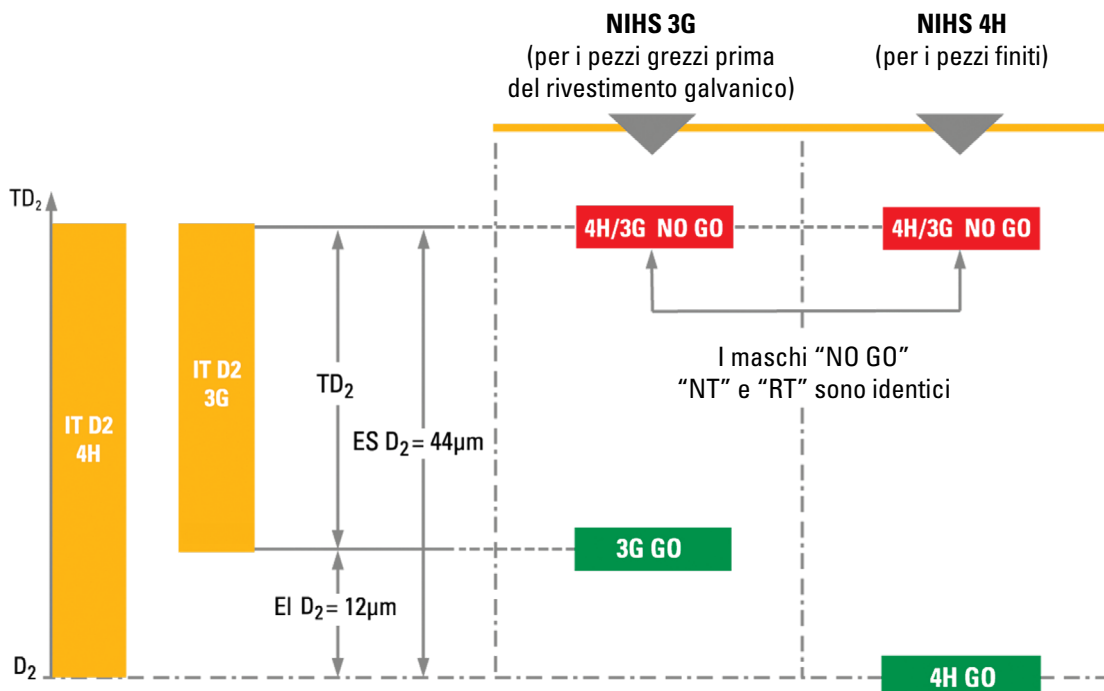 NIHS 3G
(per i pezzi grezzi prima
del rivestimento galvanico)
NIHS 4H
(per i pezzi finiti)
TD2
4H/3G NO GO
4H/3G NO GO
I maschi “NO GO”
“NT” e “RT” sono identici
IT D2
3G
TD2
IT D2
4H
ES D2= 44µm
3G GO
EI D2= 12µm
D2
4H GO